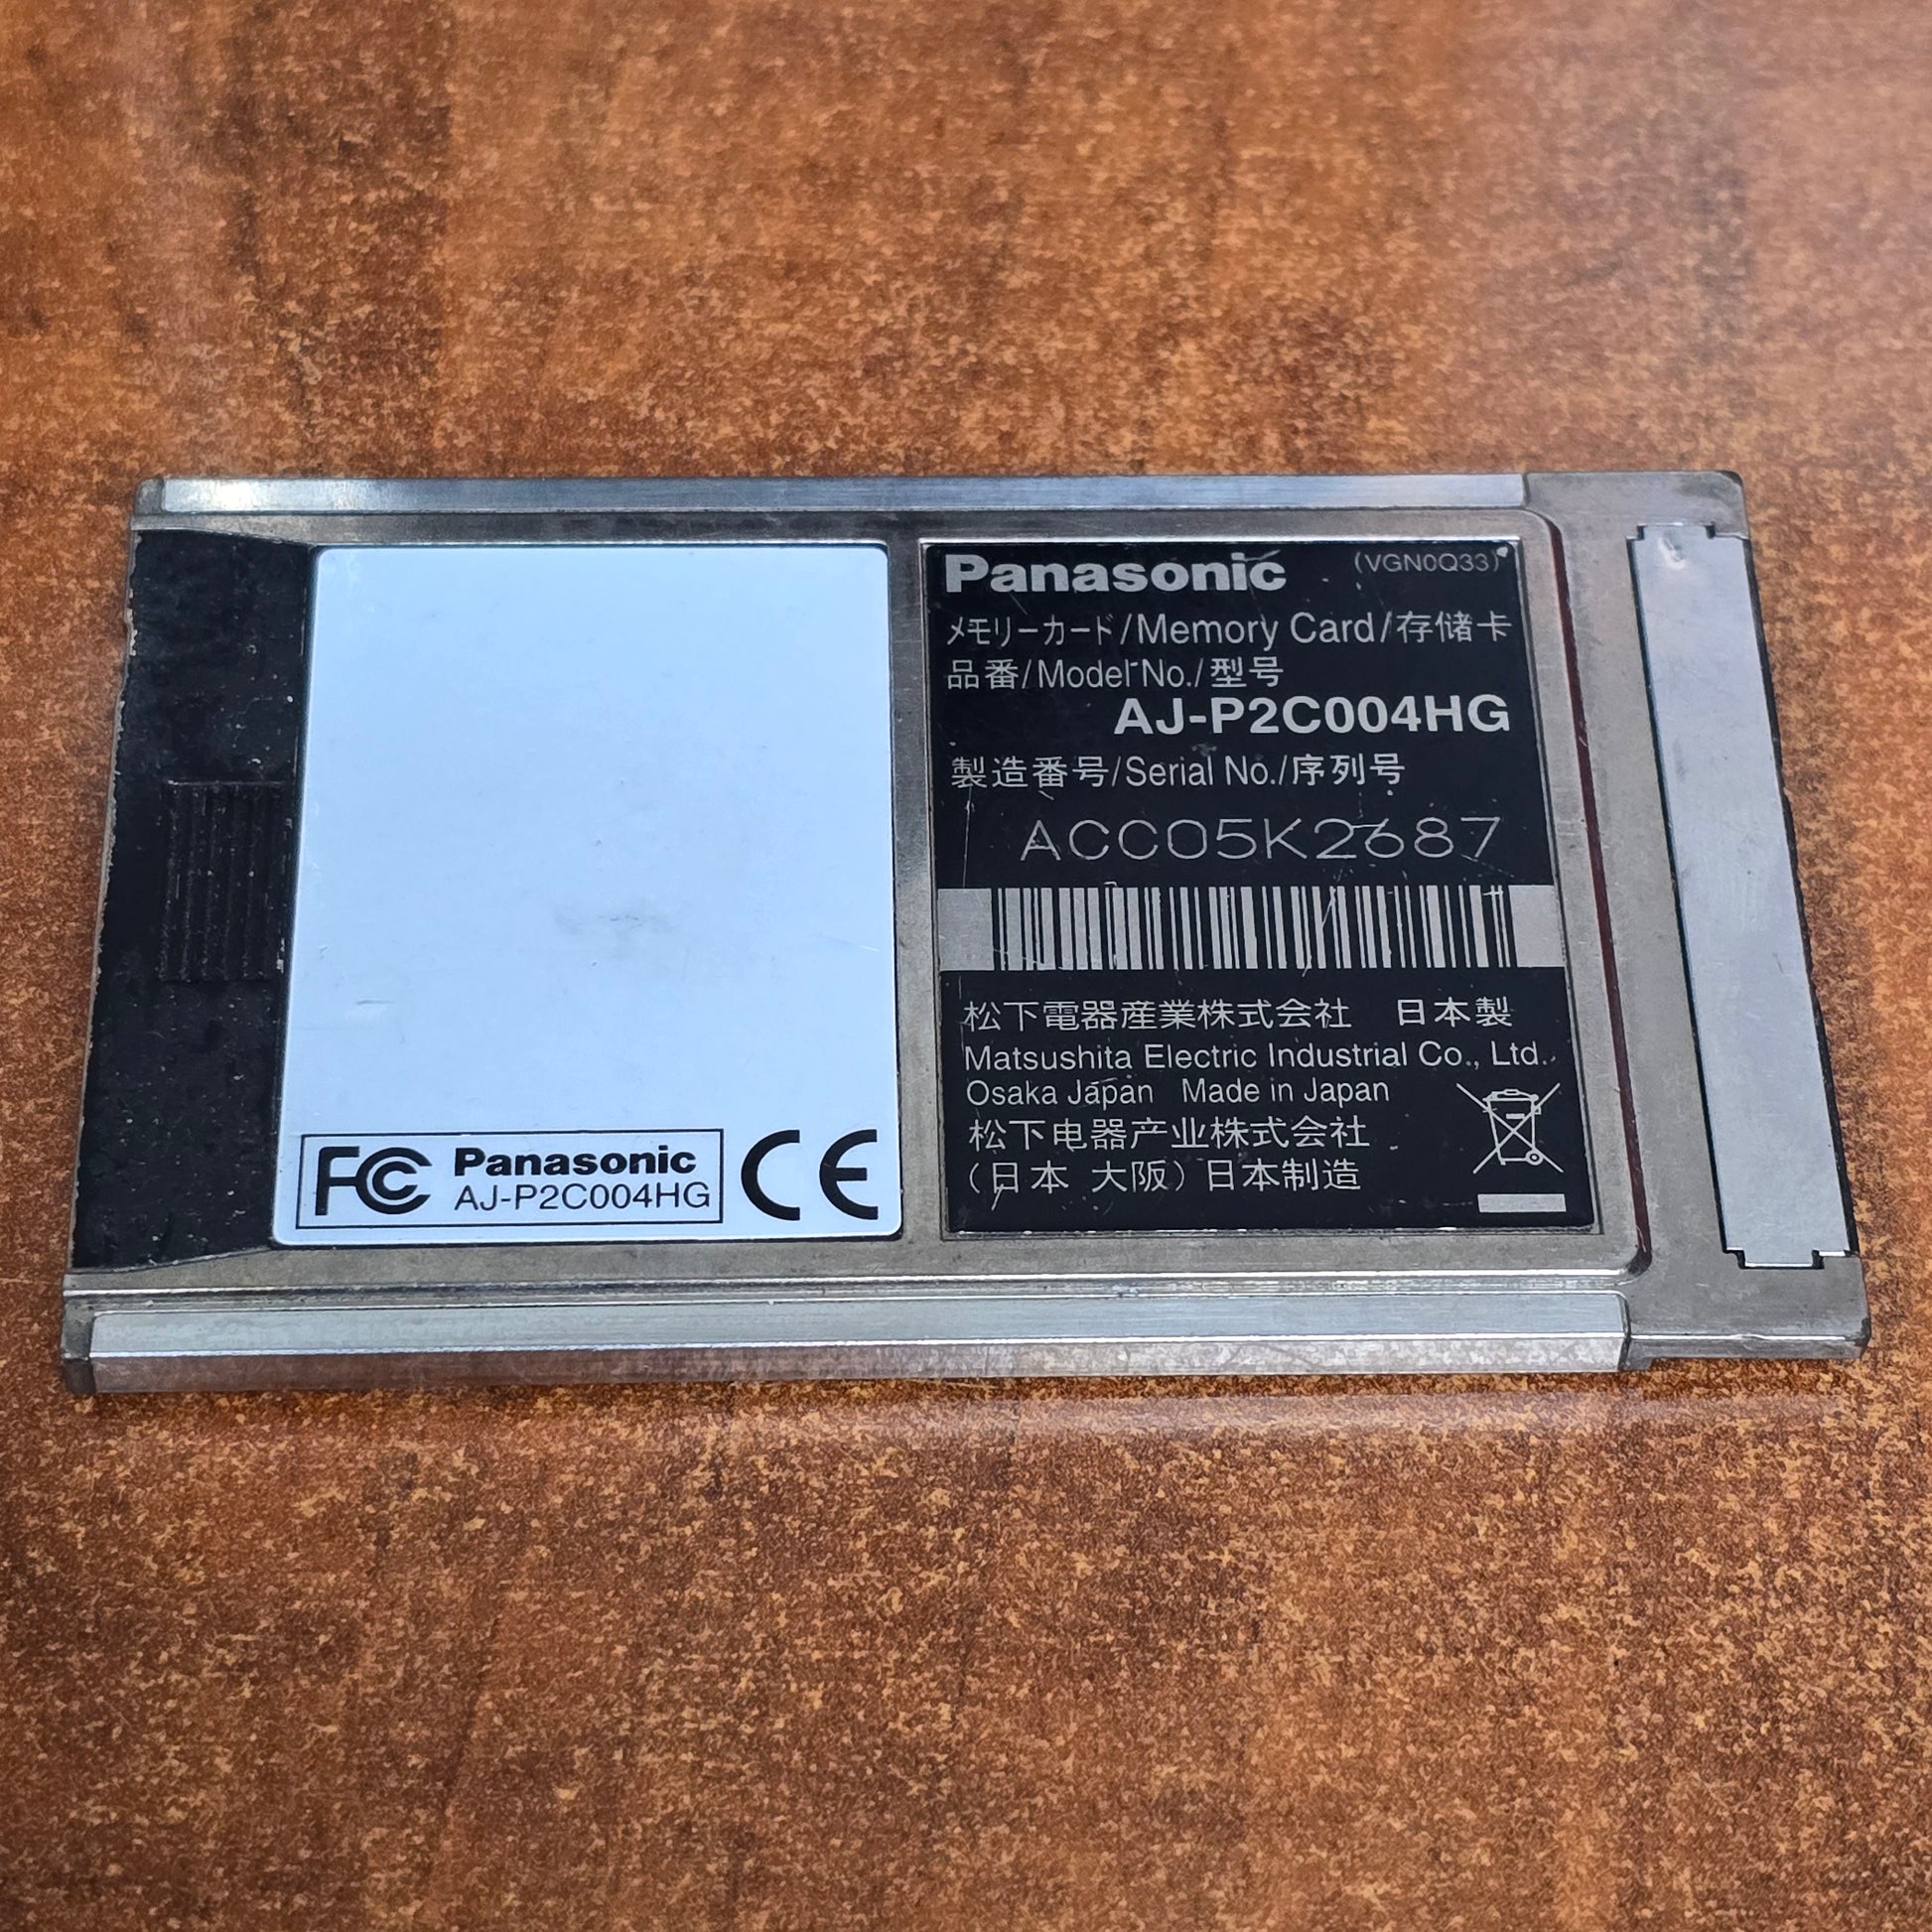 Panasonic (VGN0Q33)
メモリーカード/Memory Card/存储卡
品番/Model No./型号
AJ-P2C004HG
製造番号/Serial No./序列号
ACC05K2687
松下電器産業株式会社 日本製
Matsushita Electric Industrial Co., Ltd.
Osaka Japan Made in Japan
松下电器产业株式会社
(日本 大阪) 日本制造
FC Panasonic
AJ-P2C004HG
CE